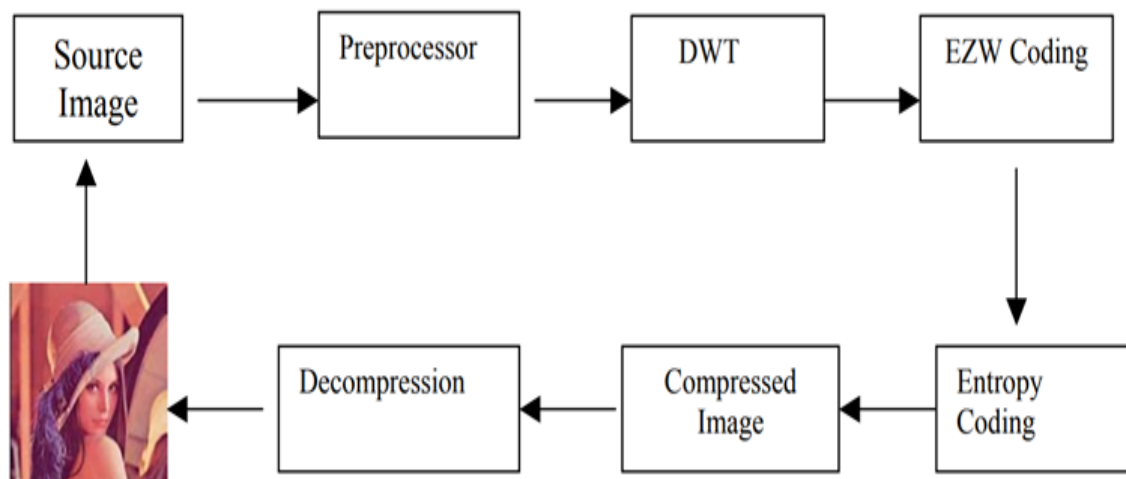 Source
Image
Preprocessor
DWT
EZW Coding
Decompression
Compressed
Image
Entropy
Coding